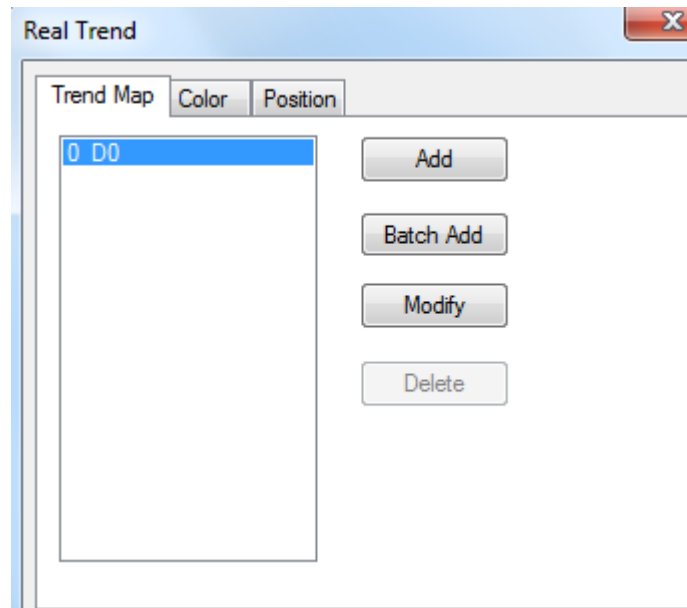 Real Trend
Trend Map Color Position
0 D0
Add
Batch Add
Modify
Delete